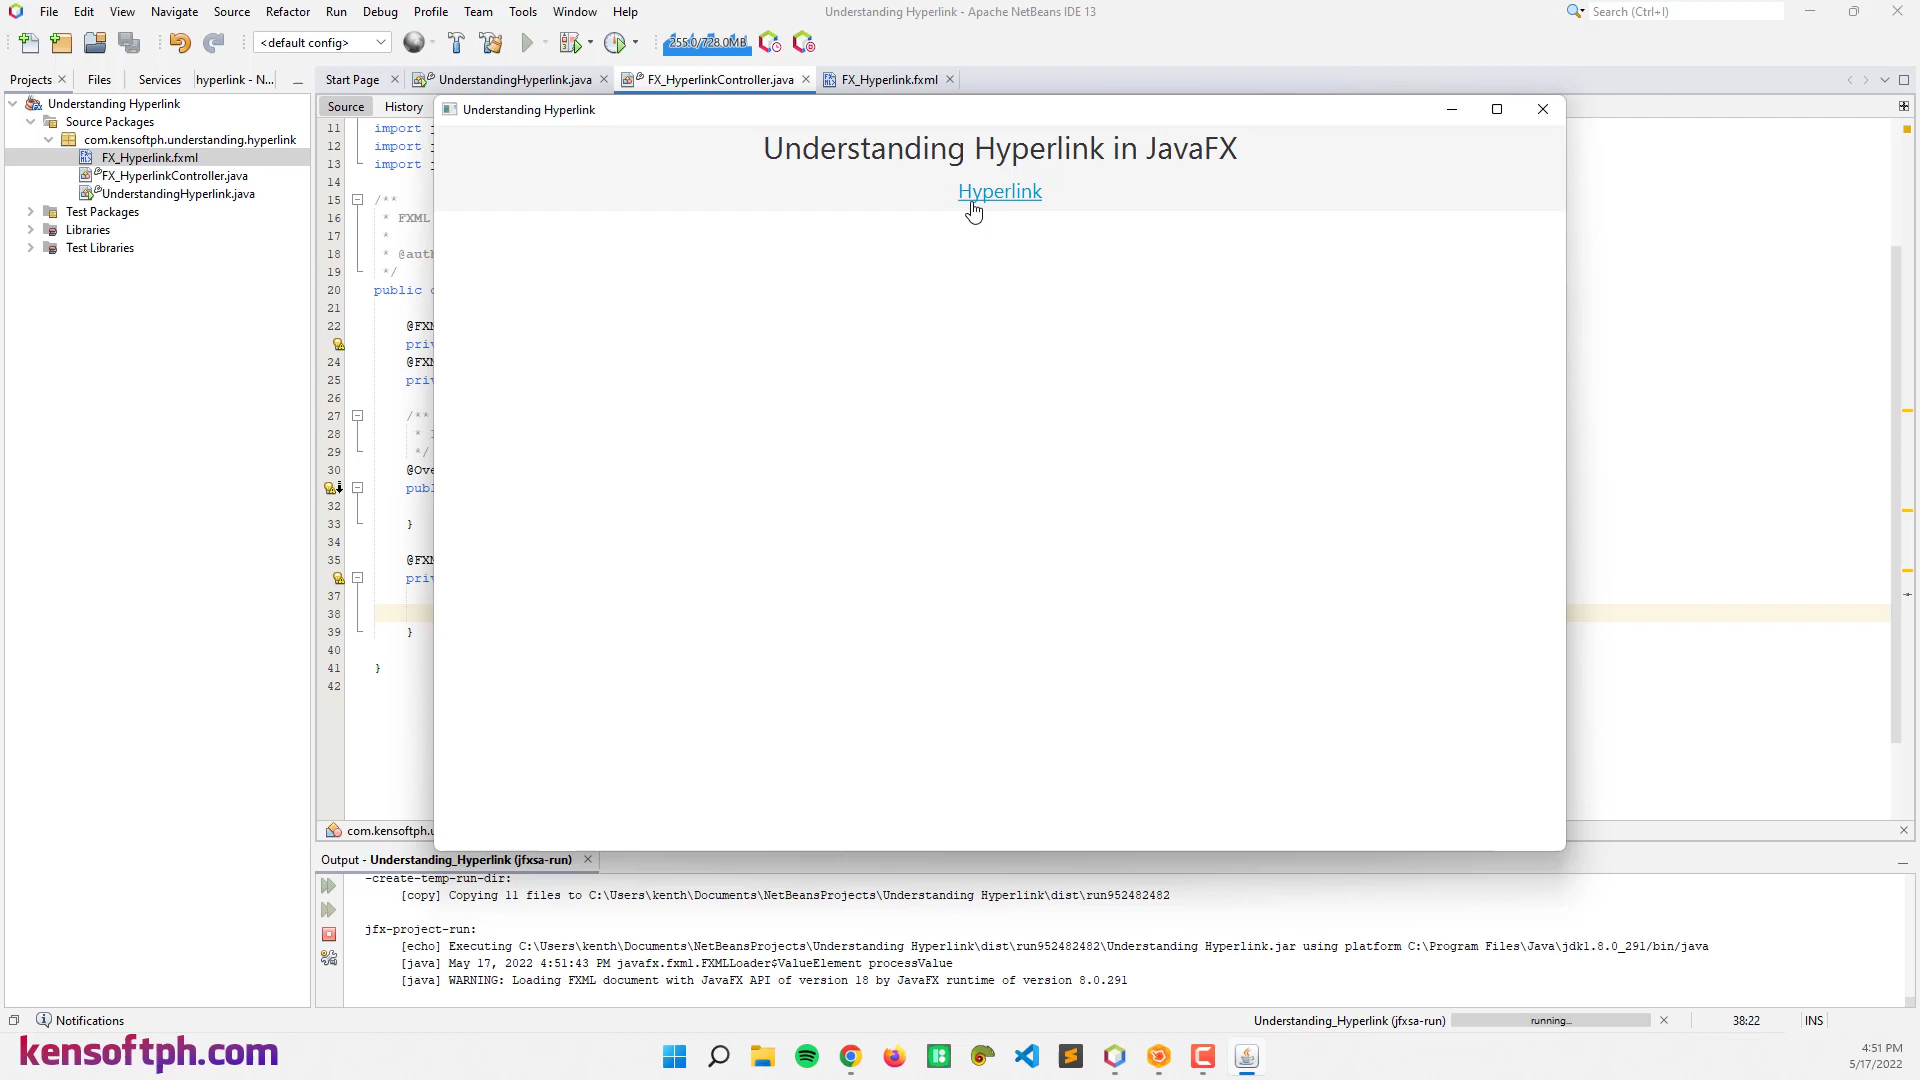 File Edit View Navigate Source Refactor Run Debug Profile Team Tools Window Help
Understanding Hyperlink - Apache NetBeans IDE 13
Search (Ctrl+I)
<default config>
255.0/728.0MB
Projects Files Services hyperlink - N...
Start Page UnderstandingHyperlink.java FX_HyperlinkController.java FX_Hyperlink.fxml
Understanding Hyperlink
Source Packages
com.kensoftph.understanding.hyperlink
FX_Hyperlink.fxml
FX_HyperlinkController.java
UnderstandingHyperlink.java
Test Packages
Libraries
Test Libraries
Source History
Understanding Hyperlink
Understanding Hyperlink in JavaFX
Hyperlink
11 import
12 import
13 import
14
15 /**
16 * FXML
17 *
18 * @auth
19 */
20 public
21
22 @FXM
priv
24 @FXM
25 priv
26
27 /**
28 * I
29 */
30 @Ove
publ
32
33 }
34
35 @FXM
priv
37
38
39 }
40
41 }
42
com.kensoftph.u
Output - Understanding_Hyperlink (jfxsa-run)
-create-temp-run-dir:
[copy] Copying 11 files to C:\Users\kenth\Documents\NetBeansProjects\Understanding Hyperlink\dist\run952482482
jfx-project-run:
[echo] Executing C:\Users\kenth\Documents\NetBeansProjects\Understanding Hyperlink\dist\run952482482\Understanding Hyperlink.jar using platform C:\Program Files\Java\jdk1.8.0_291/bin/java
[java] May 17, 2022 4:51:43 PM javafx.fxml.FXMLLoader$ValueElement processValue
[java] WARNING: Loading FXML document with JavaFX API of version 18 by JavaFX runtime of version 8.0.291
Notifications
Understanding_Hyperlink (jfxsa-run) running... 38:22 INS
kensoftph.com
4:51 PM
5/17/2022